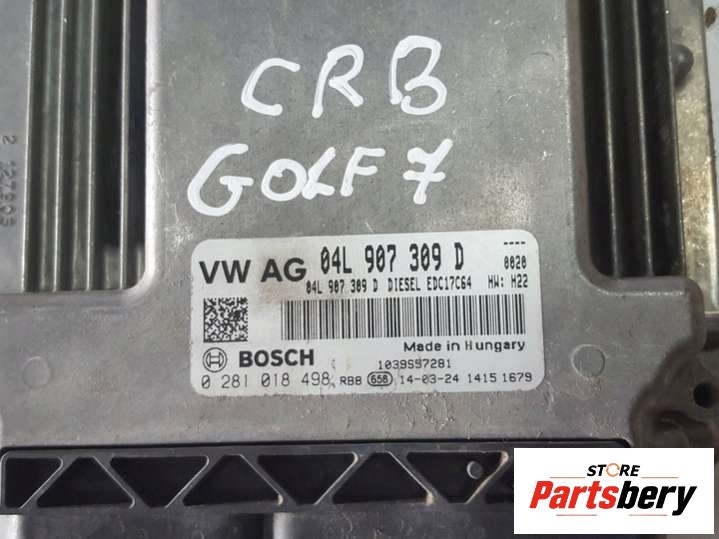 CRB
GOLF 7
2 127903
VW AG 04L 907 309 D ---- 0020
04L 907 309 D DIESEL EDC17C64 HW: H22
Made in Hungary
BOSCH 1039S97281
0 281 018 498 RB8 656 14-03-24 1415 1679
STORE
Partsbery